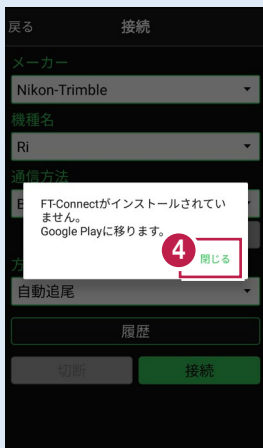 戻る 接続
メーカー
Nikon-Trimble
機種名
Ri
通信方法
B
FT-Connectがインストールされてい
ません。
Google Playに移ります。
4
閉じる
方
自動追尾
履歴
切断 接続